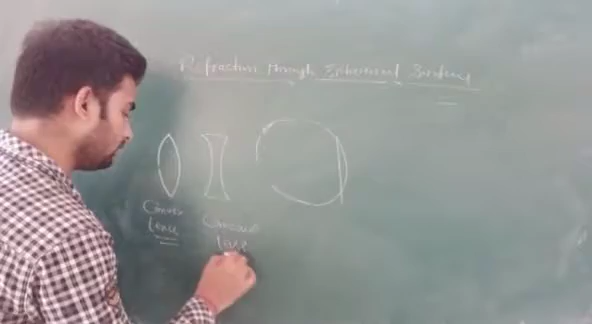 Refraction through Spherical Surface
Convex
lens
Concave
lens